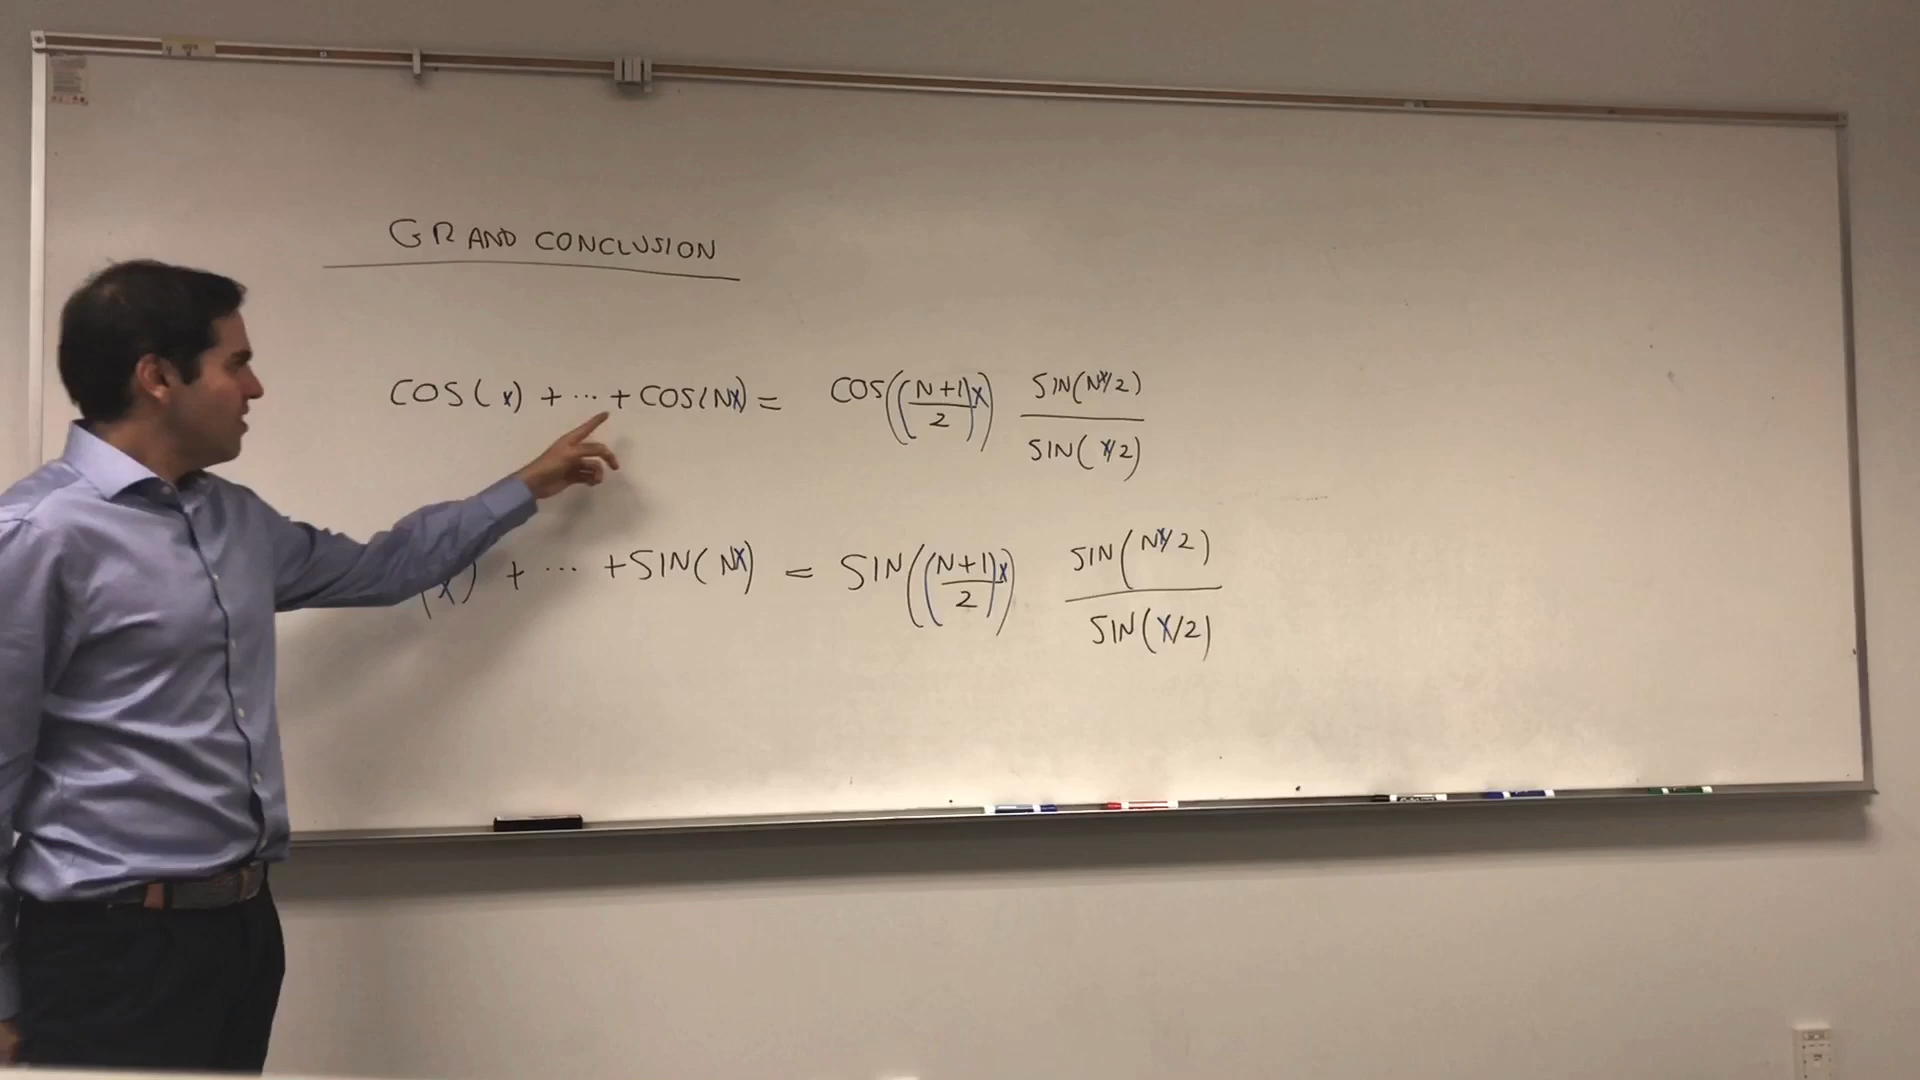 GRAND CONCLUSION
COS(x) + ... + COS(Nx) = COS((N+1)/2 x) SIN(Nx/2) / SIN(x/2)
(x) + ... + SIN(Nx) = SIN((N+1)/2 x) SIN(Nx/2) / SIN(x/2)